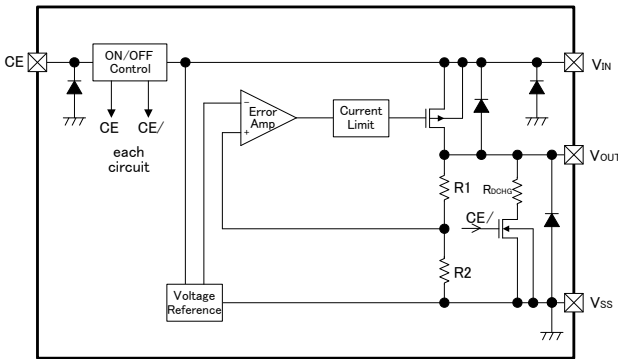 CE
ON/OFF
Control
VIN
CE
CE/
each
circuit
−
+
Error
Amp
Current
Limit
VOUT
R1
RDCHG
CE/
R2
Voltage
Reference
VSS